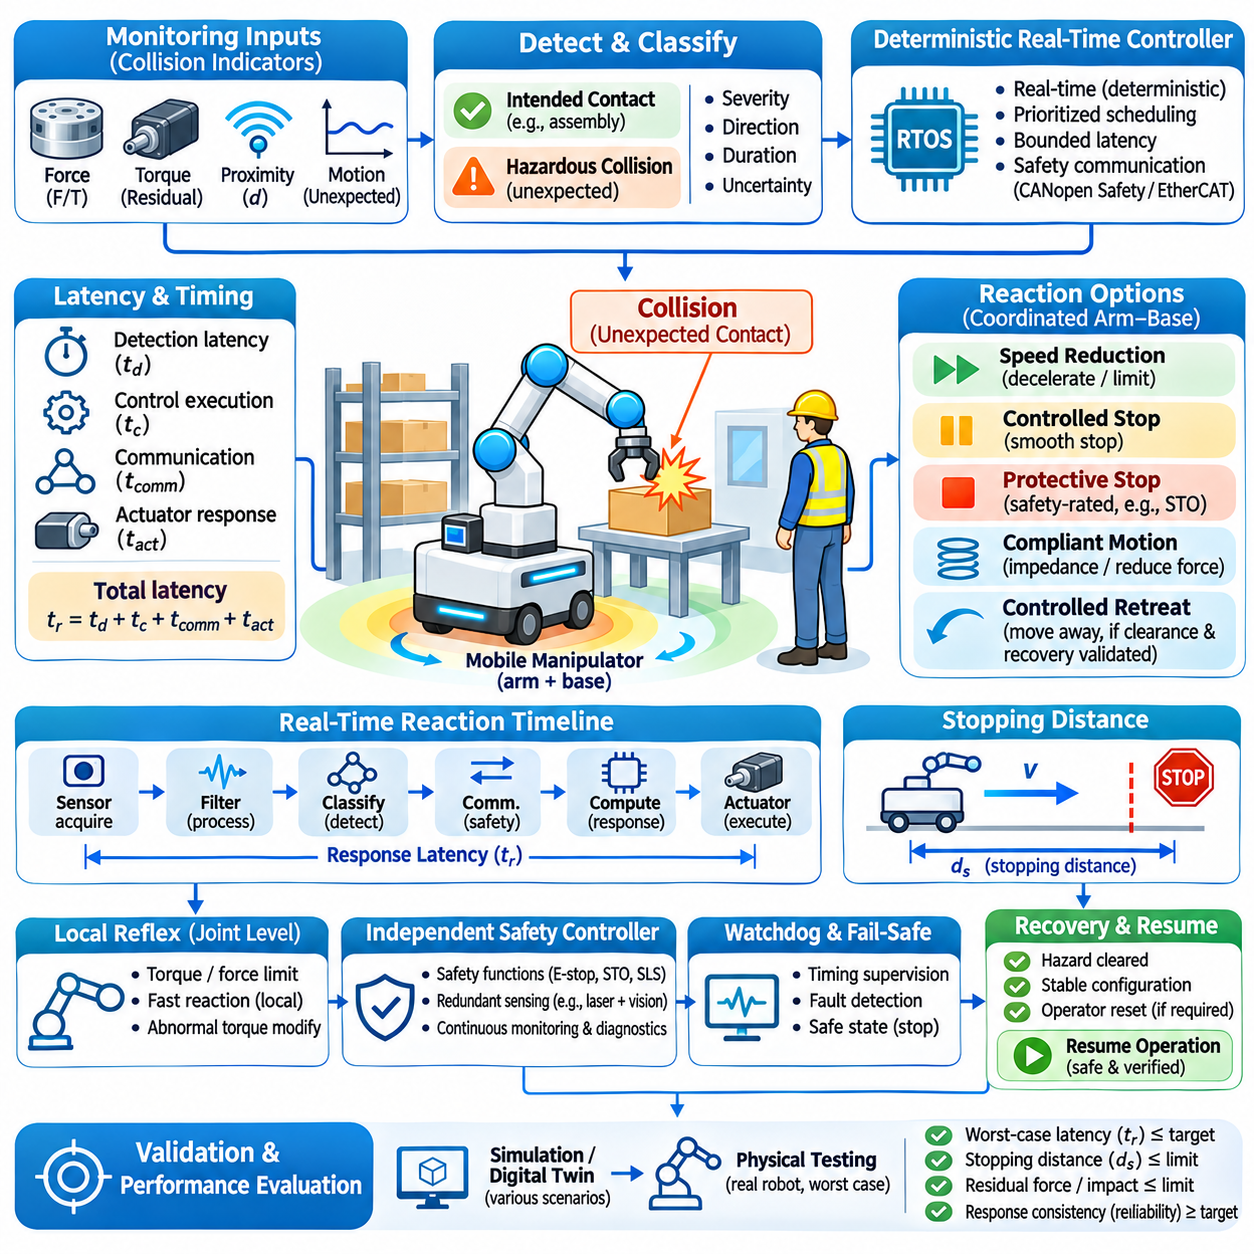 Monitoring Inputs
(Collision Indicators)
Force
(F/T)
Torque
(Residual)
Proximity
(d)
Motion
(Unexpected)
Detect & Classify
Intended Contact
(e.g., assembly)
Hazardous Collision
(unexpected)
• Severity
• Direction
• Duration
• Uncertainty
Deterministic Real-Time Controller
RTOS
• Real-time (deterministic)
• Prioritized scheduling
• Bounded latency
• Safety communication
(CANopen Safety / EtherCAT)
Latency & Timing
Detection latency
(t_d)
Control execution
(t_c)
Communication
(t_comm)
Actuator response
(t_act)
Total latency
t_r = t_d + t_c + t_comm + t_act
Collision
(Unexpected Contact)
Mobile Manipulator
(arm + base)
Reaction Options
(Coordinated Arm–Base)
Speed Reduction
(decelerate / limit)
Controlled Stop
(smooth stop)
Protective Stop
(safety-rated, e.g., STO)
Compliant Motion
(impedance / reduce force)
Controlled Retreat
(move away, if clearance &
recovery validated)
Real-Time Reaction Timeline
Sensor
acquire
Filter
(process)
Classify
(detect)
Comm.
(safety)
Compute
(response)
Actuator
(execute)
Response Latency (t_r)
Stopping Distance
v
STOP
d_s (stopping distance)
Local Reflex (Joint Level)
• Torque / force limit
• Fast reaction (local)
• Abnormal torque modify
Independent Safety Controller
• Safety functions (E-stop, STO, SLS)
• Redundant sensing (e.g., laser + vision)
• Continuous monitoring & diagnostics
Watchdog & Fail-Safe
• Timing supervision
• Fault detection
• Safe state (stop)
Recovery & Resume
Hazard cleared
Stable configuration
Operator reset (if required)
Resume Operation
(safe & verified)
Validation &
Performance Evaluation
Simulation /
Digital Twin
(various scenarios)
Physical Testing
(real robot, worst case)
Worst-case latency (t_r) ≤ target
Stopping distance (d_s) ≤ limit
Residual force / impact ≤ limit
Response consistency (reliability) ≥ target